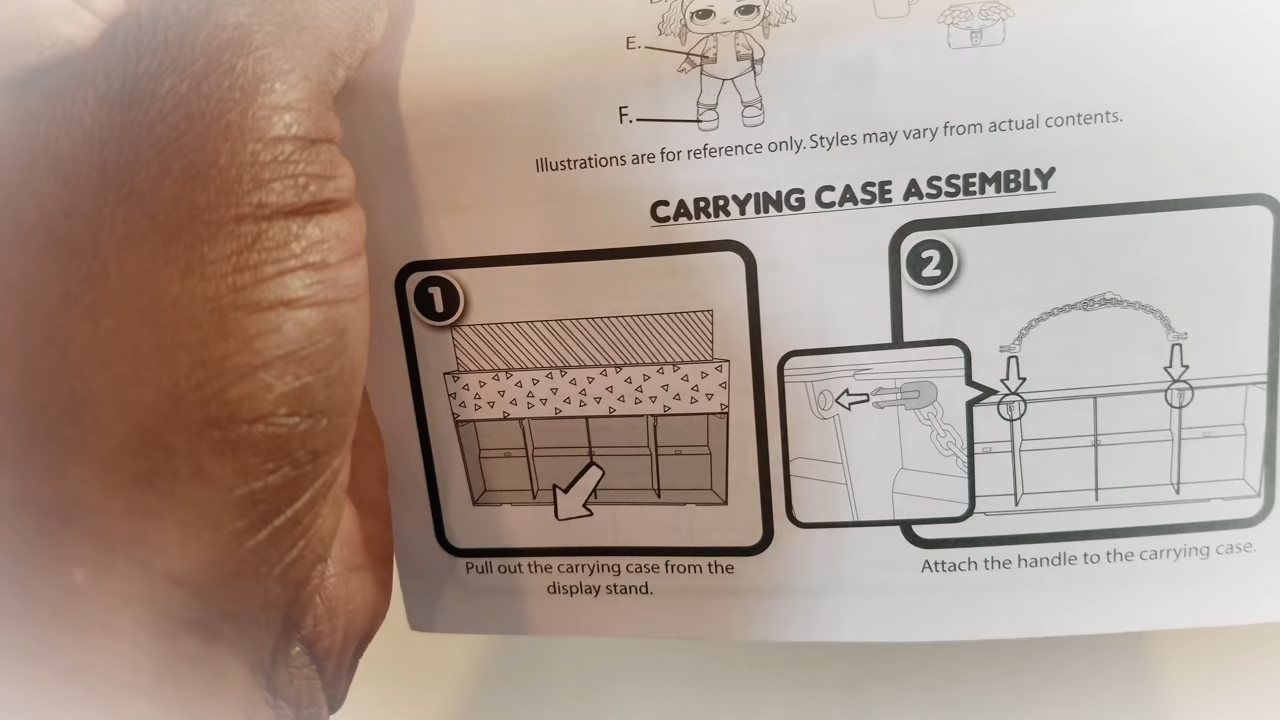 E.
F.
Illustrations are for reference only. Styles may vary from actual contents.
CARRYING CASE ASSEMBLY
1
2
Pull out the carrying case from the
display stand.
Attach the handle to the carrying case.